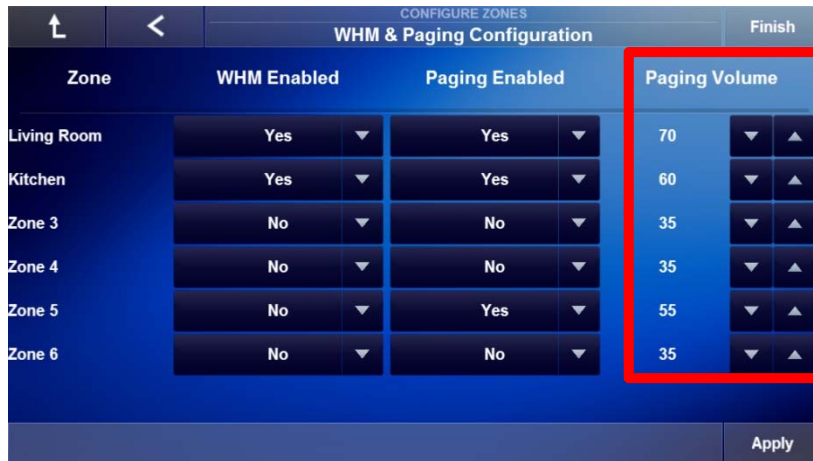 CONFIGURE ZONES
WHM & Paging Configuration
Finish
Zone WHM Enabled Paging Enabled Paging Volume
Living Room Yes Yes 70
Kitchen Yes Yes 60
Zone 3 No No 35
Zone 4 No No 35
Zone 5 No Yes 55
Zone 6 No No 35
Apply